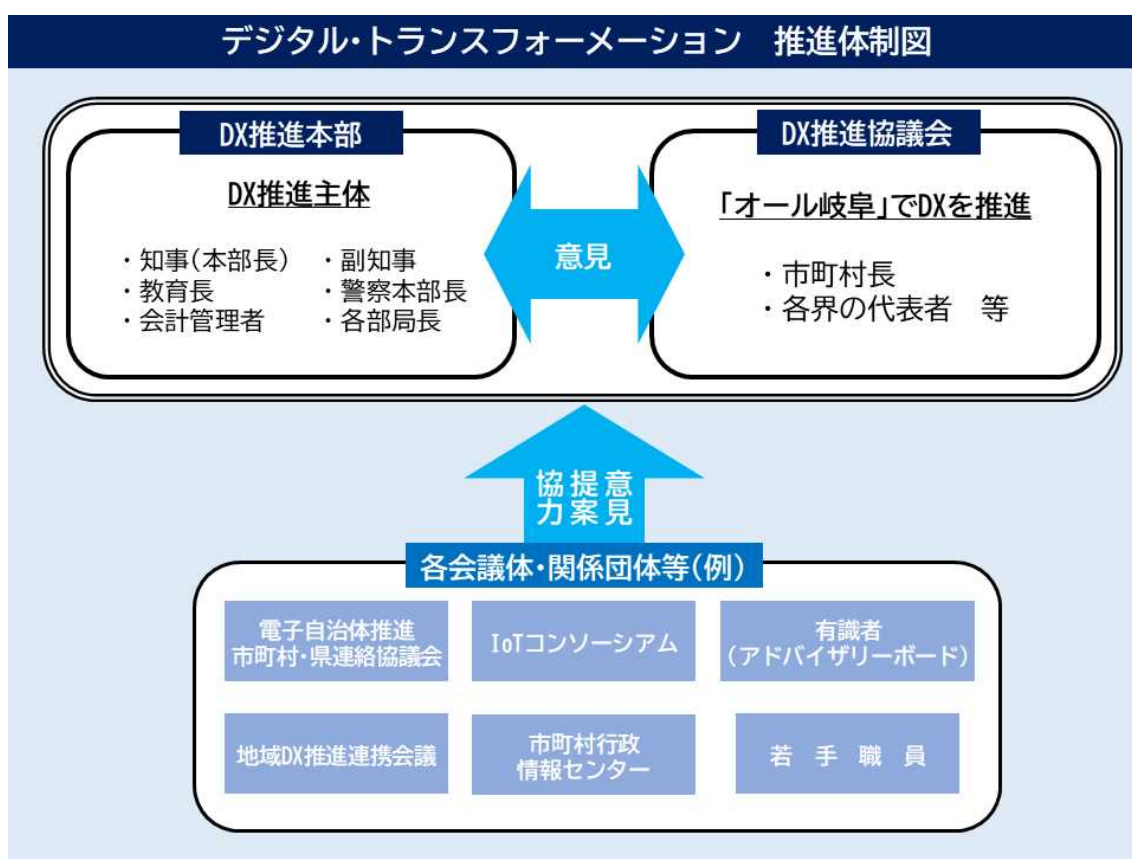 デジタル・トランスフォーメーション　推進体制図
DX推進本部
DX推進主体
・知事(本部長)　・副知事
・教育長　・警察本部長
・会計管理者　・各部局長
意見
DX推進協議会
「オール岐阜」でDXを推進
・市町村長
・各界の代表者　等
意見
提案
協力
各会議体・関係団体等(例)
電子自治体推進
市町村・県連絡協議会
IoTコンソーシアム
有識者
(アドバイザリーボード)
地域DX推進連携会議
市町村行政
情報センター
若　手　職　員